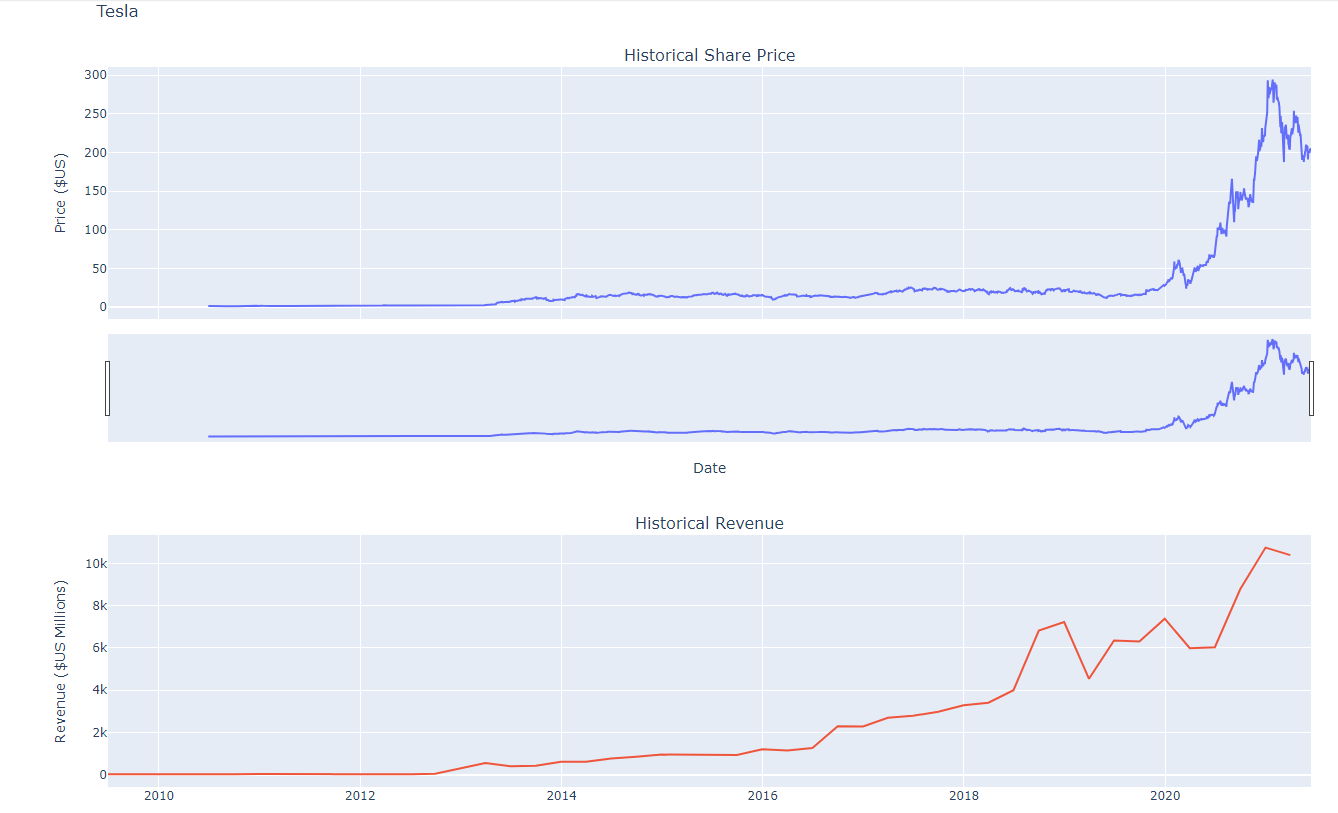 Tesla
Historical Share Price
300
250
200
150
100
50
0
Price ($US)
Date
Historical Revenue
10k
8k
6k
4k
2k
0
Revenue ($US Millions)
2010 2012 2014 2016 2018 2020